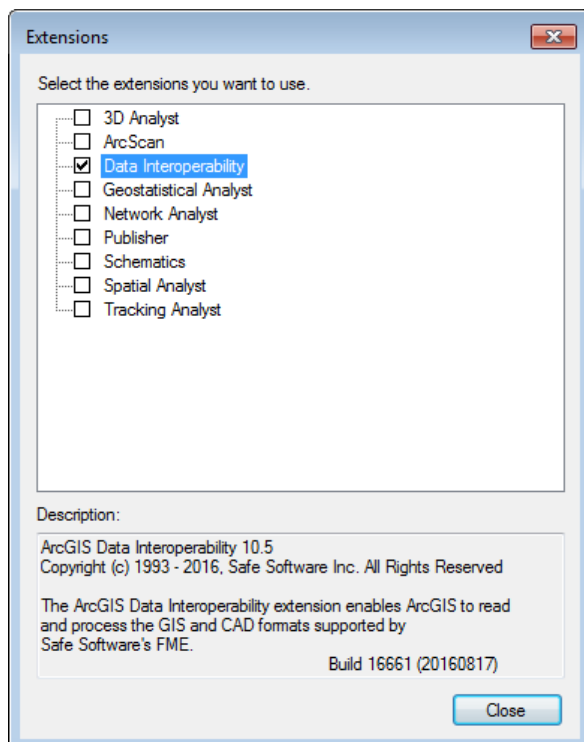 Extensions
Select the extensions you want to use.
3D Analyst
ArcScan
Data Interoperability
Geostatistical Analyst
Network Analyst
Publisher
Schematics
Spatial Analyst
Tracking Analyst
Description:
ArcGIS Data Interoperability 10.5
Copyright (c) 1993 - 2016, Safe Software Inc. All Rights Reserved
The ArcGIS Data Interoperability extension enables ArcGIS to read
and process the GIS and CAD formats supported by
Safe Software's FME.
Build 16661 (20160817)
Close